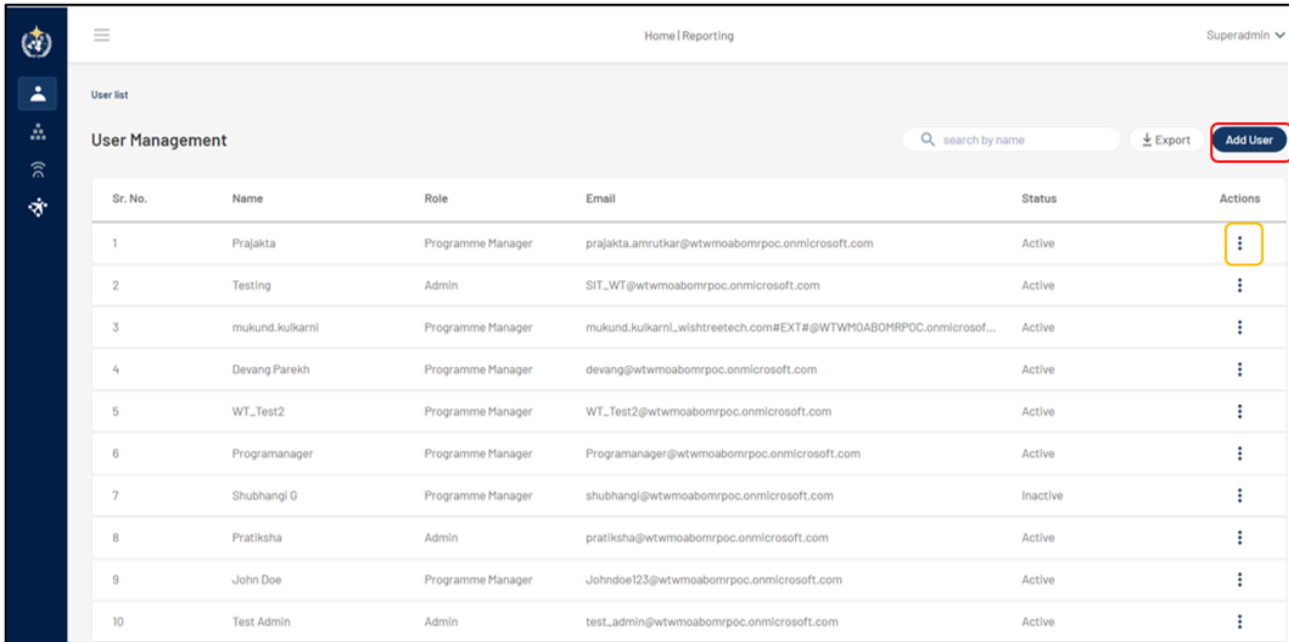 Home | Reporting
Superadmin
User list
User Management
search by name
Export
Add User
Sr. No. Name Role Email Status Actions
1 Prajakta Programme Manager prajakta.amrutkar@wtwmoabomrpoc.onmicrosoft.com Active
2 Testing Admin SIT_WT@wtwmoabomrpoc.onmicrosoft.com Active
3 mukund.kulkarni Programme Manager mukund.kulkarni_wishtreetech.com#EXT#@WTWMOABOMRPOC.onmicrosof... Active
4 Devang Parekh Programme Manager devang@wtwmoabomrpoc.onmicrosoft.com Active
5 WT_Test2 Programme Manager WT_Test2@wtwmoabomrpoc.onmicrosoft.com Active
6 Programanager Programme Manager Programanager@wtwmoabomrpoc.onmicrosoft.com Active
7 Shubhangi G Programme Manager shubhangi@wtwmoabomrpoc.onmicrosoft.com Inactive
8 Pratiksha Admin pratiksha@wtwmoabomrpoc.onmicrosoft.com Active
9 John Doe Programme Manager Johndoe123@wtwmoabomrpoc.onmicrosoft.com Active
10 Test Admin Admin test_admin@wtwmoabomrpoc.onmicrosoft.com Active